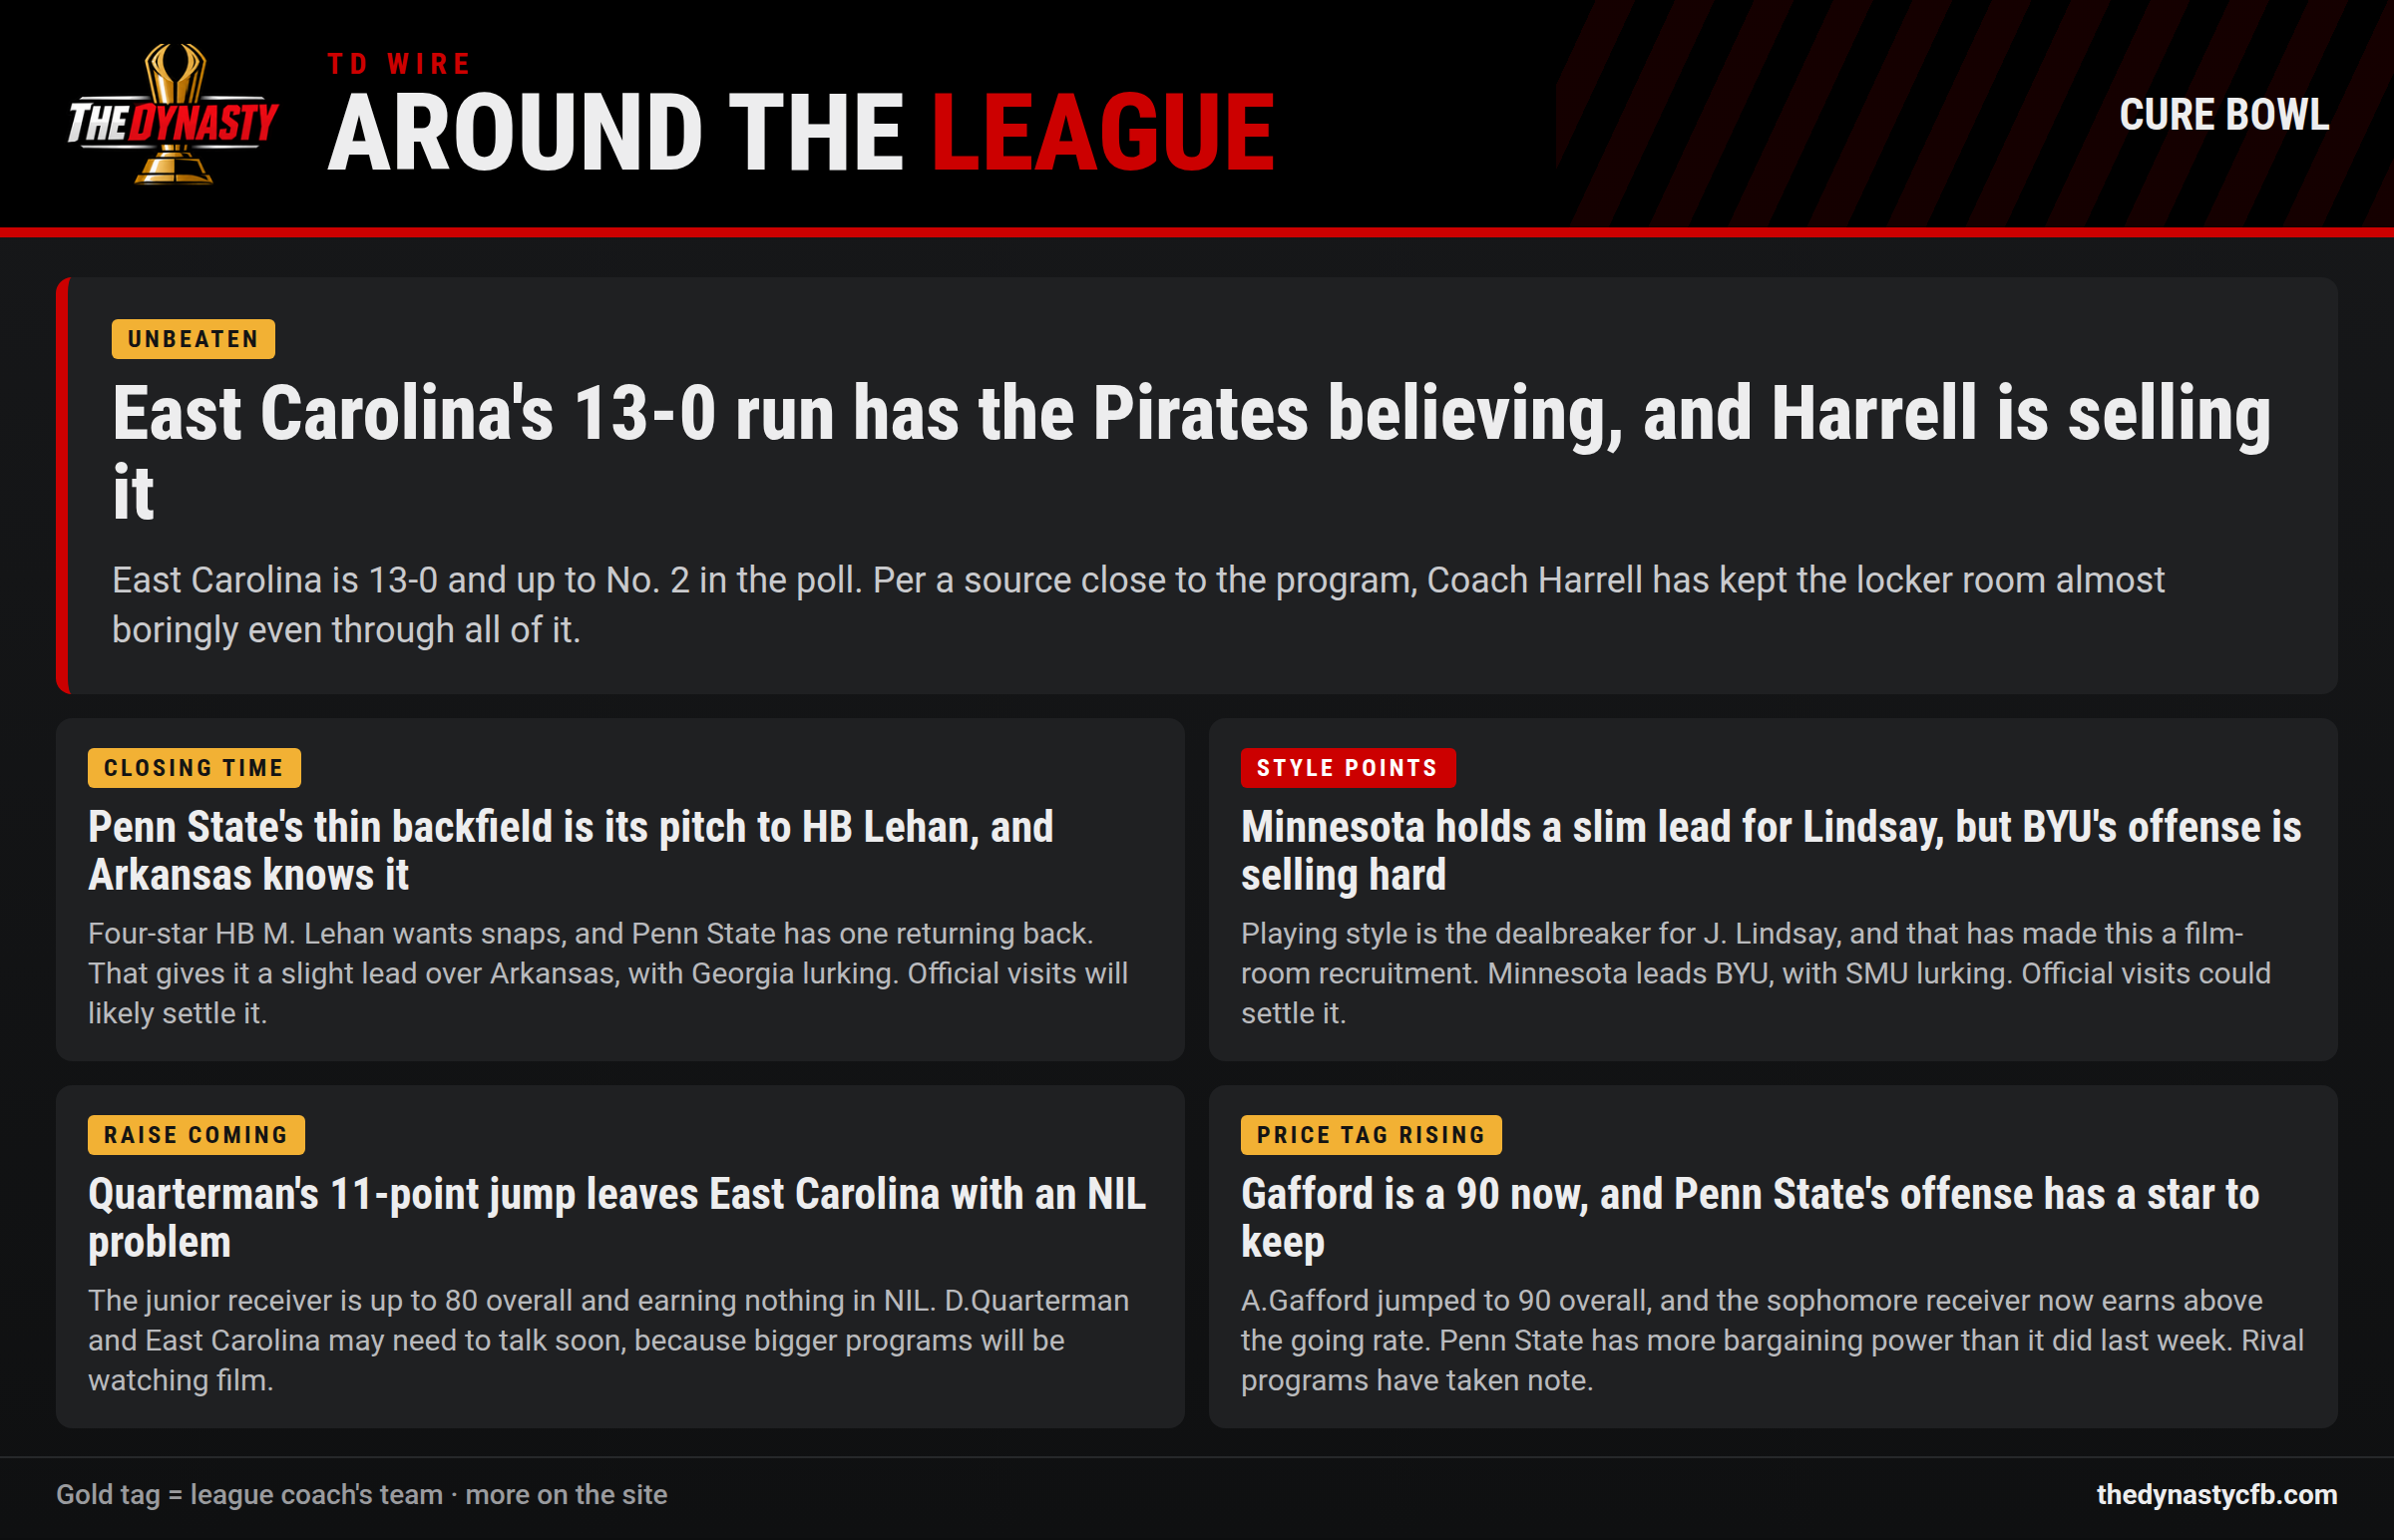 THE DYNASTY
TD WIRE
AROUND THE LEAGUE
CURE BOWL
UNBEATEN
East Carolina's 13-0 run has the Pirates believing, and Harrell is selling
it
East Carolina is 13-0 and up to No. 2 in the poll. Per a source close to the program, Coach Harrell has kept the locker room almost
boringly even through all of it.
CLOSING TIME
Penn State's thin backfield is its pitch to HB Lehan, and
Arkansas knows it
Four-star HB M. Lehan wants snaps, and Penn State has one returning back.
That gives it a slight lead over Arkansas, with Georgia lurking. Official visits will
likely settle it.
STYLE POINTS
Minnesota holds a slim lead for Lindsay, but BYU's offense is
selling hard
Playing style is the dealbreaker for J. Lindsay, and that has made this a film-
room recruitment. Minnesota leads BYU, with SMU lurking. Official visits could
settle it.
RAISE COMING
Quarterman's 11-point jump leaves East Carolina with an NIL
problem
The junior receiver is up to 80 overall and earning nothing in NIL. D.Quarterman
and East Carolina may need to talk soon, because bigger programs will be
watching film.
PRICE TAG RISING
Gafford is a 90 now, and Penn State's offense has a star to
keep
A.Gafford jumped to 90 overall, and the sophomore receiver now earns above
the going rate. Penn State has more bargaining power than it did last week. Rival
programs have taken note.
Gold tag = league coach's team · more on the site
thedynastycfb.com